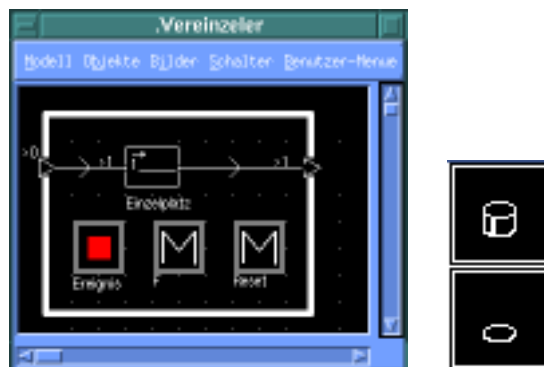 .Vereinzeler
Modell Objekte Bilder Schalter Benutzer-Menue
>0 >1 >1
Einzelplatz
M M
Ereignis F Reset